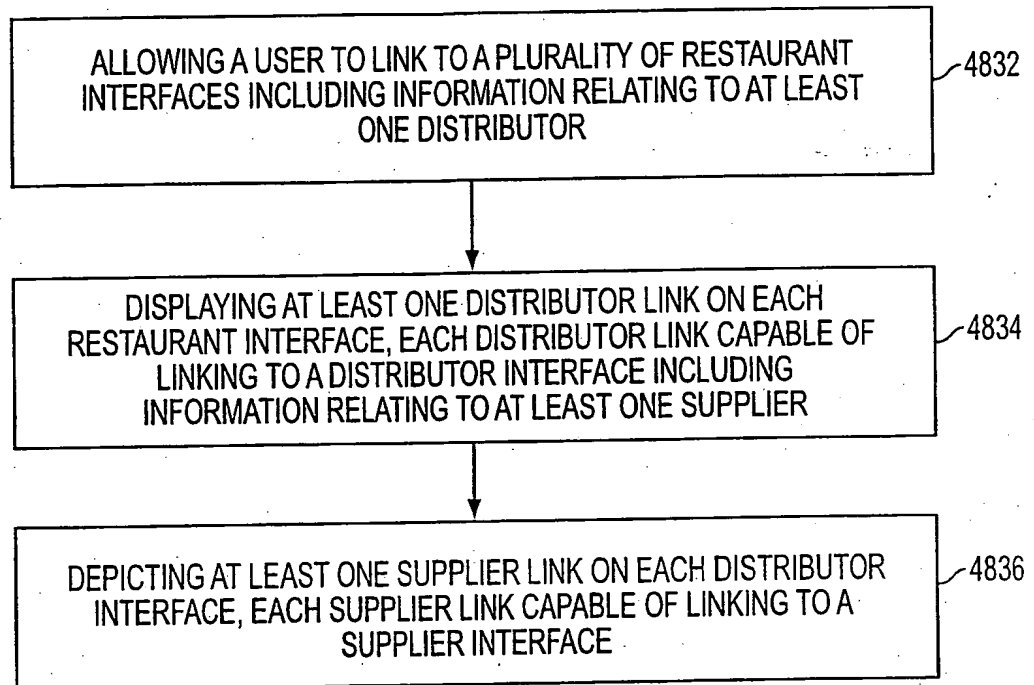 ALLOWING A USER TO LINK TO A PLURALITY OF RESTAURANT
INTERFACES INCLUDING INFORMATION RELATING TO AT LEAST
ONE DISTRIBUTOR
4832
DISPLAYING AT LEAST ONE DISTRIBUTOR LINK ON EACH
RESTAURANT INTERFACE, EACH DISTRIBUTOR LINK CAPABLE OF
LINKING TO A DISTRIBUTOR INTERFACE INCLUDING
INFORMATION RELATING TO AT LEAST ONE SUPPLIER
4834
DEPICTING AT LEAST ONE SUPPLIER LINK ON EACH DISTRIBUTOR
INTERFACE, EACH SUPPLIER LINK CAPABLE OF LINKING TO A
SUPPLIER INTERFACE
4836